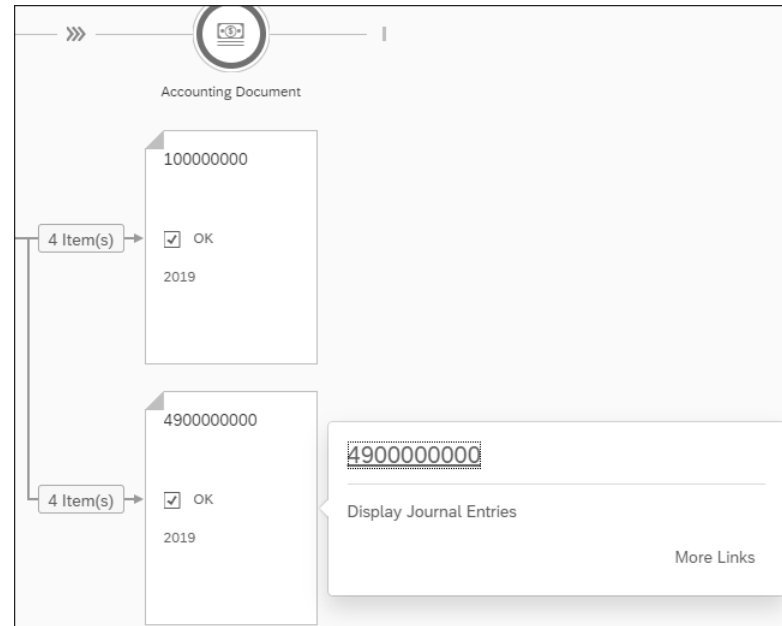 Accounting Document
100000000
4 Item(s)
OK
2019
4900000000
4900000000
4 Item(s)
OK
Display Journal Entries
2019
More Links